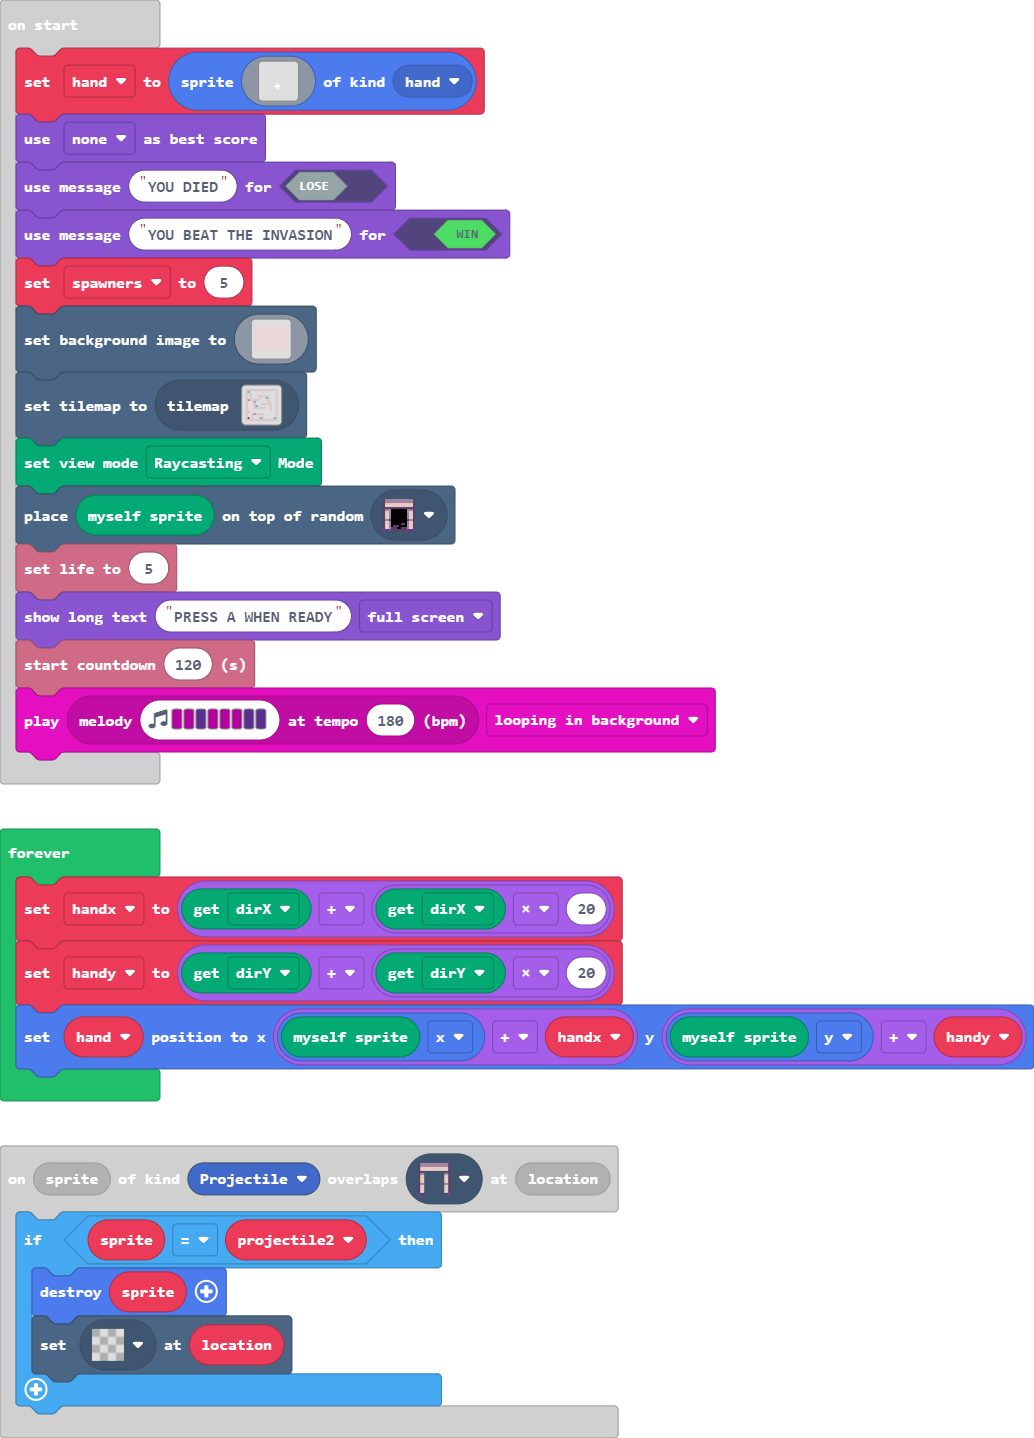 on start
set hand to sprite of kind hand
use none as best score
use message "YOU DIED" for LOSE
use message "YOU BEAT THE INVASION" for WIN
set spawners to 5
set background image to
set tilemap to tilemap
set view mode Raycasting Mode
place myself sprite on top of random
set life to 5
show long text "PRESS A WHEN READY" full screen
start countdown 120 (s)
play melody at tempo 180 (bpm) looping in background
forever
set handx to get dirX + get dirX × 20
set handy to get dirY + get dirY × 20
set hand position to x myself sprite x + handx y myself sprite y + handy
on sprite of kind Projectile overlaps at location
if sprite = projectile2 then
destroy sprite
set at location